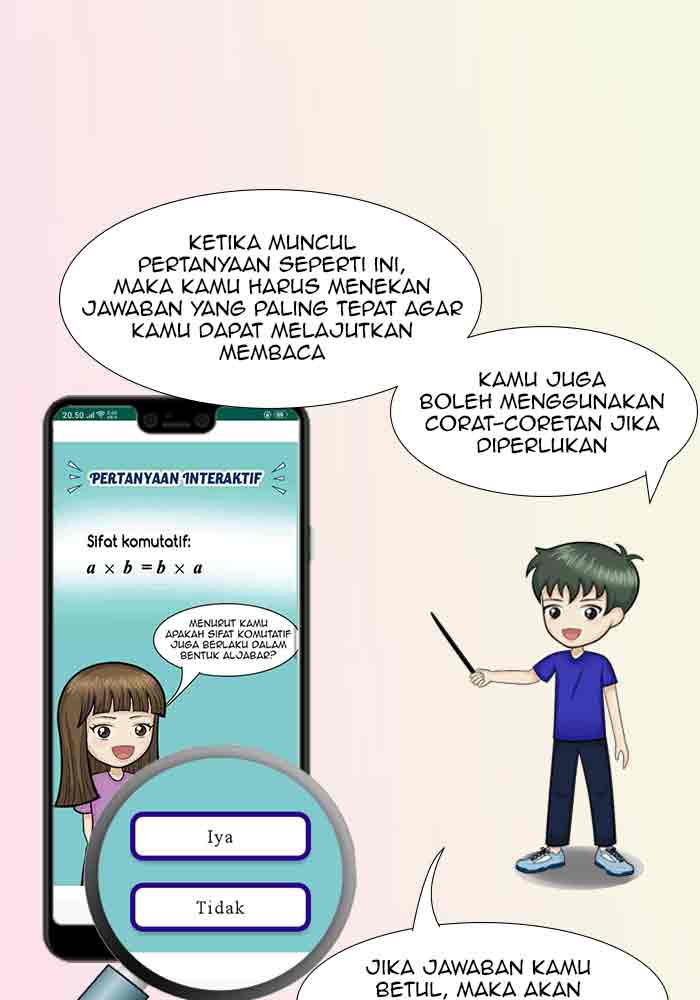 KETIKA MUNCUL
PERTANYAAN SEPERTI INI,
MAKA KAMU HARUS MENEKAN
JAWABAN YANG PALING TEPAT AGAR
KAMU DAPAT MELAJUTKAN
MEMBACA
KAMU JUGA
BOLEH MENGGUNAKAN
CORAT-CORETAN JIKA
DIPERLUKAN
20.50
PERTANYAAN INTERAKTIF
Sifat komutatif:
a × b = b × a
MENURUT KAMU
APAKAH SIFAT KOMUTATIF
JUGA BERLAKU DALAM
BENTUK ALJABAR?
Iya
Tidak
JIKA JAWABAN KAMU
BETUL, MAKA AKAN